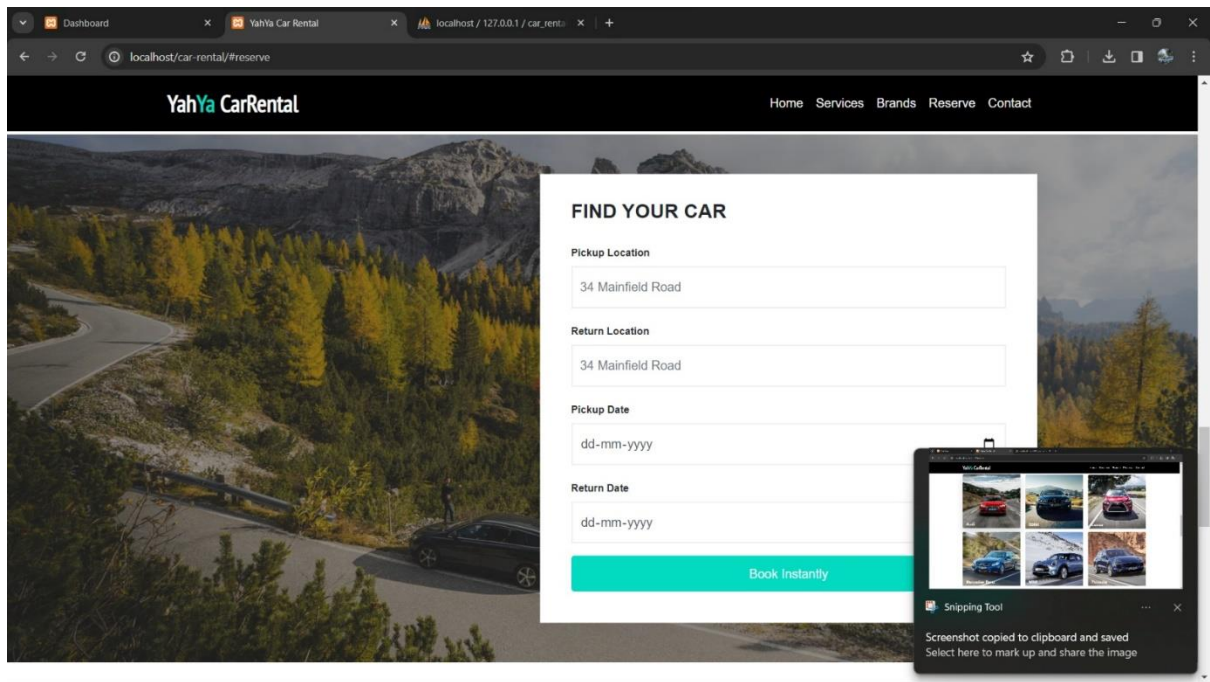 Dashboard
YahYa Car Rental
localhost / 127.0.0.1 / car_renta
localhost/car-rental/#reserve
YahYa CarRental
Home Services Brands Reserve Contact
FIND YOUR CAR
Pickup Location
34 Mainfield Road
Return Location
34 Mainfield Road
Pickup Date
dd-mm-yyyy
Return Date
dd-mm-yyyy
Book Instantly
YahYa CarRental
Snipping Tool
Screenshot copied to clipboard and saved
Select here to mark up and share the image